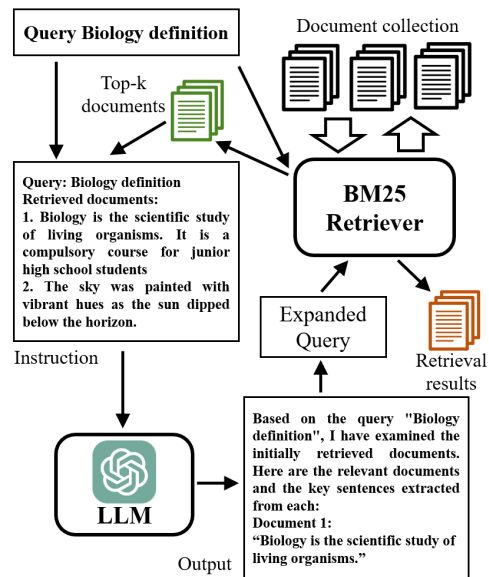 Query Biology definition
Document collection
Top-k
documents
Query: Biology definition
Retrieved documents:
1. Biology is the scientific study
of living organisms. It is a
compulsory course for junior
high school students
2. The sky was painted with
vibrant hues as the sun dipped
below the horizon.
BM25
Retriever
Expanded
Query
Retrieval
results
Instruction
LLM
Based on the query "Biology
definition", I have examined the
initially retrieved documents.
Here are the relevant documents
and the key sentences extracted
from each:
Document 1:
“Biology is the scientific study of
living organisms.”
Output